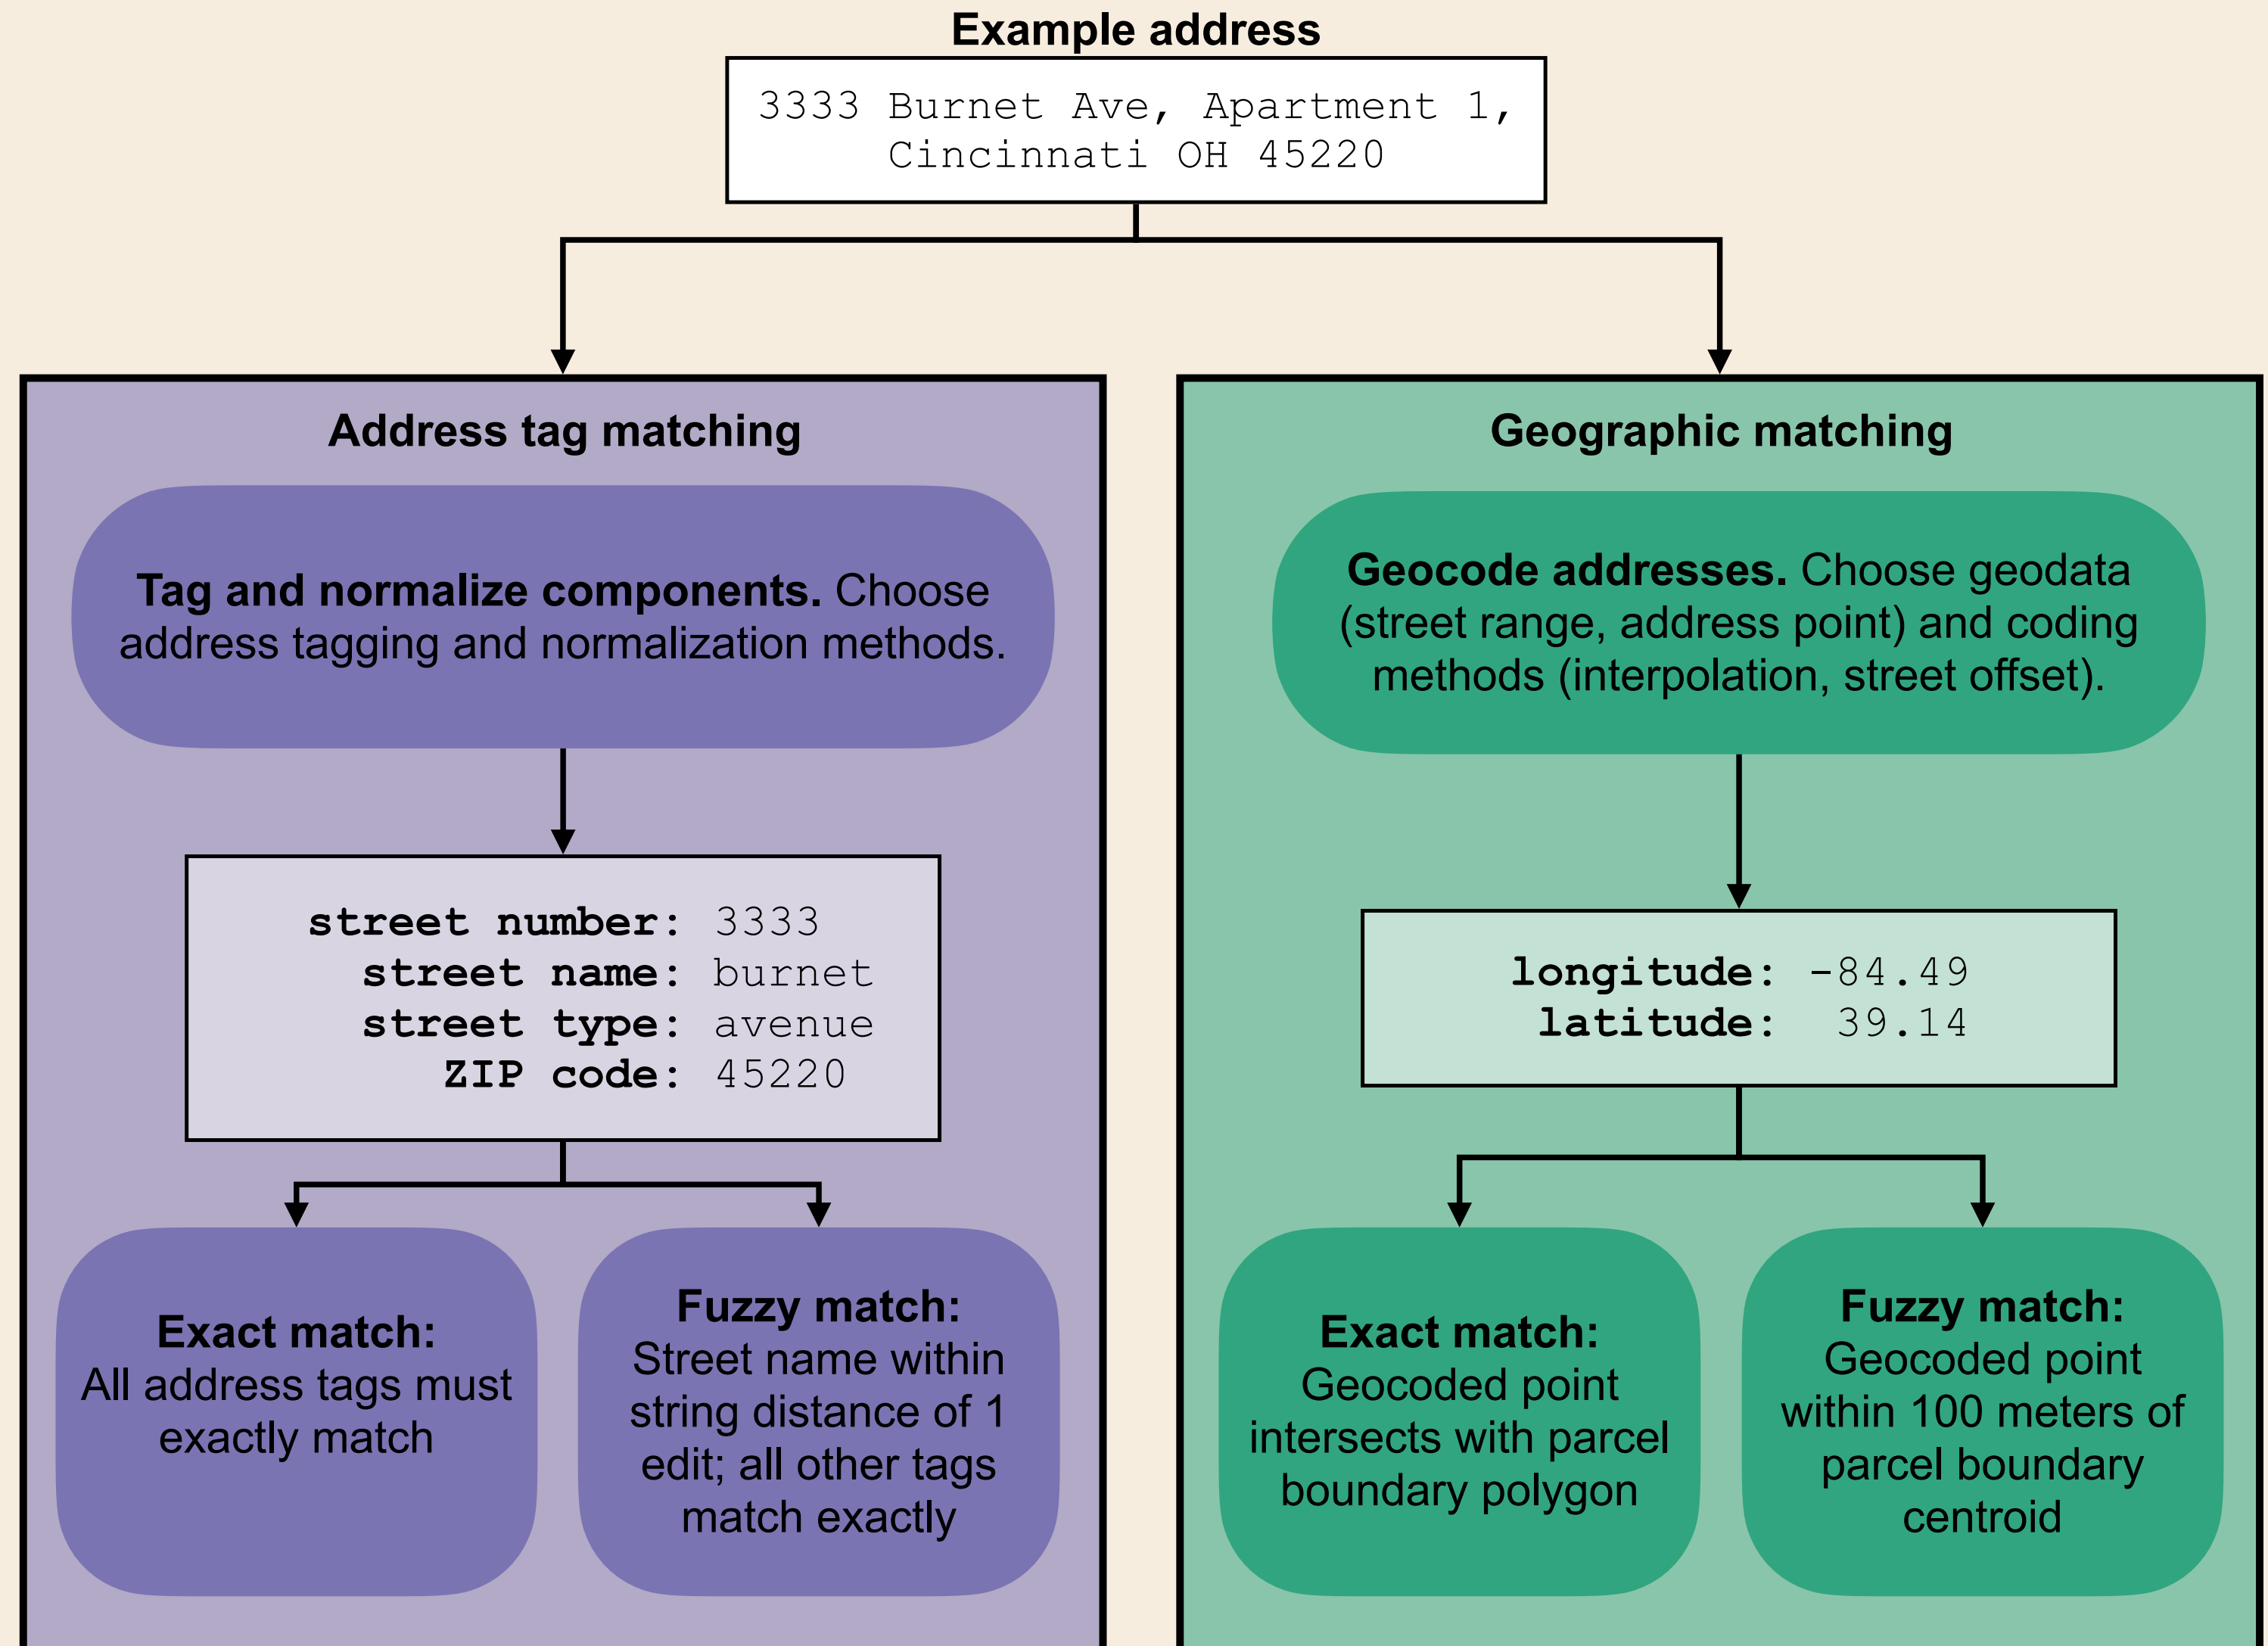 Example address
3333 Burnet Ave, Apartment 1,
Cincinnati OH 45220
Address tag matching
Tag and normalize components. Choose
address tagging and normalization methods.
street number: 3333
street name: burnet
street type: avenue
ZIP code: 45220
Exact match:
All address tags must
exactly match
Fuzzy match:
Street name within
string distance of 1
edit; all other tags
match exactly
Geographic matching
Geocode addresses. Choose geodata
(street range, address point) and coding
methods (interpolation, street offset).
longitude: -84.49
latitude: 39.14
Exact match:
Geocoded point
intersects with parcel
boundary polygon
Fuzzy match:
Geocoded point
within 100 meters of
parcel boundary
centroid